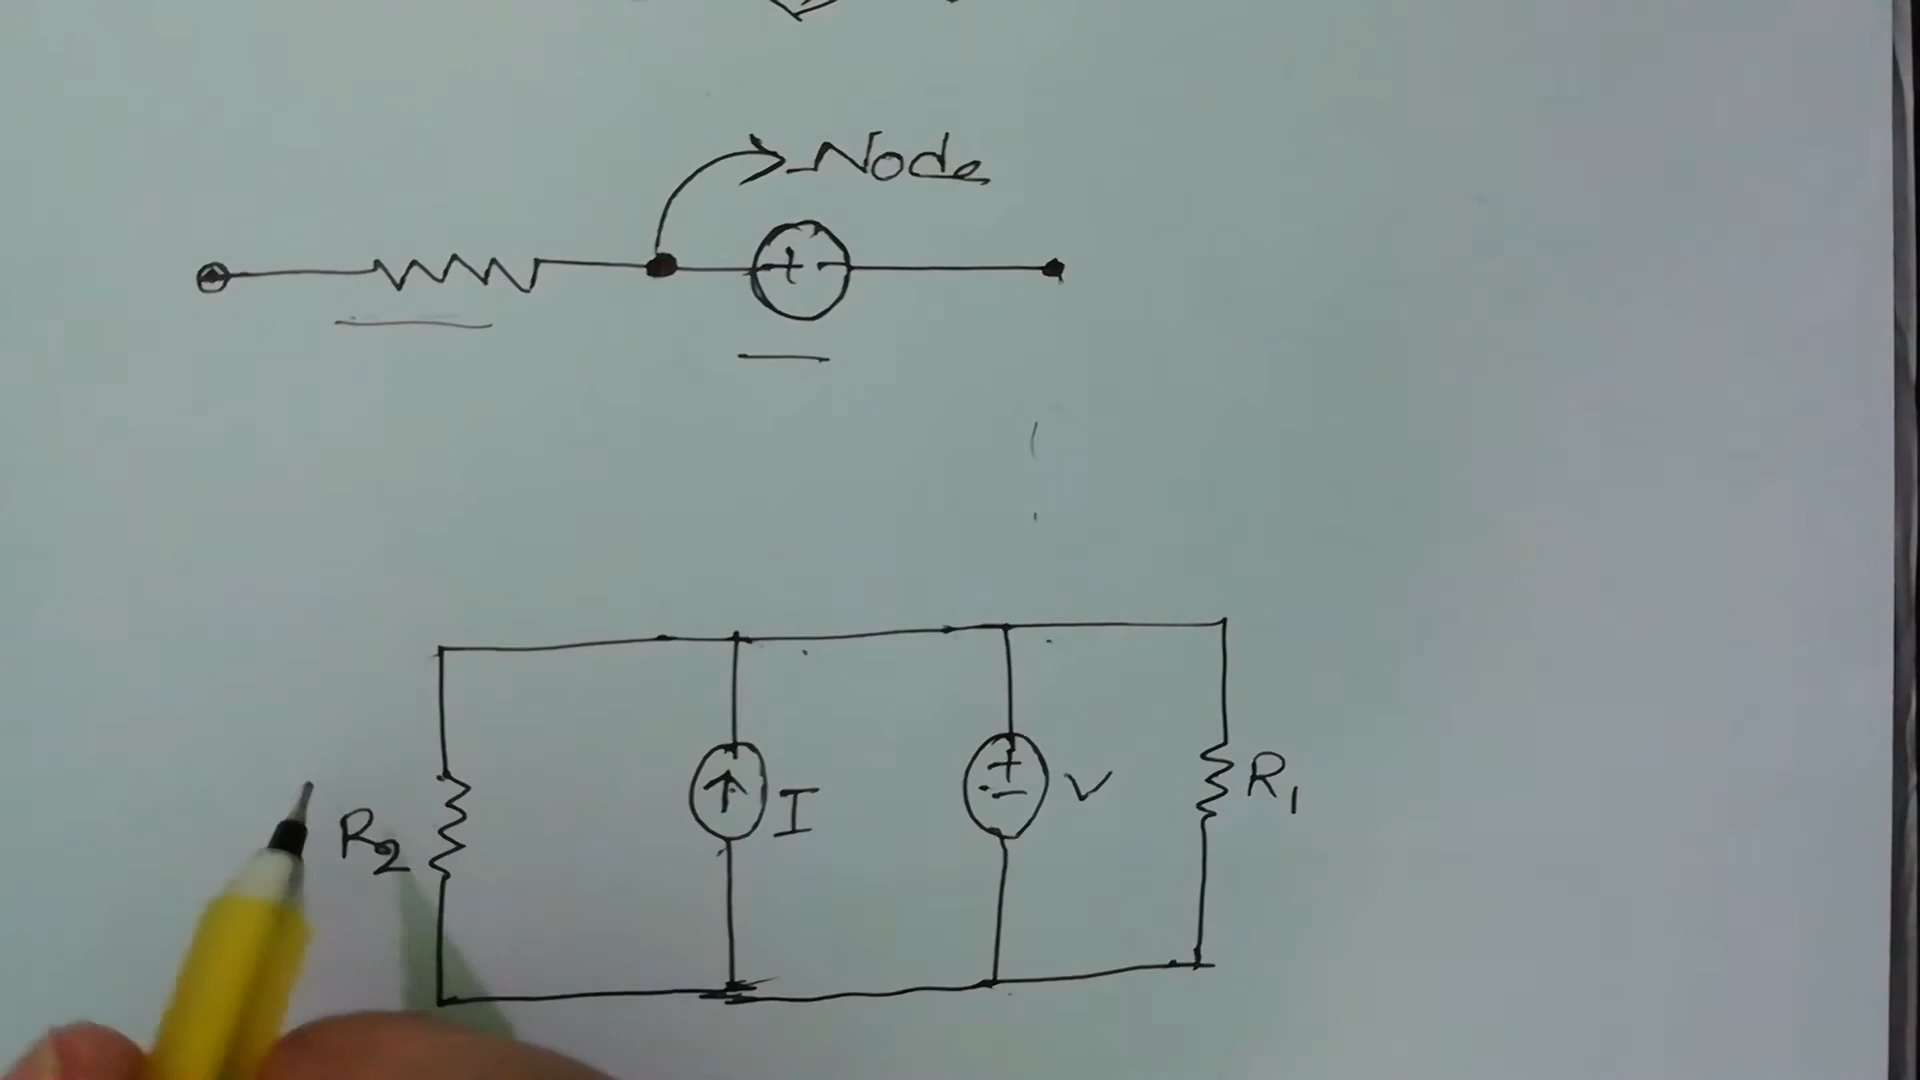 Node
+ -
R2
I
+
-
V
R1